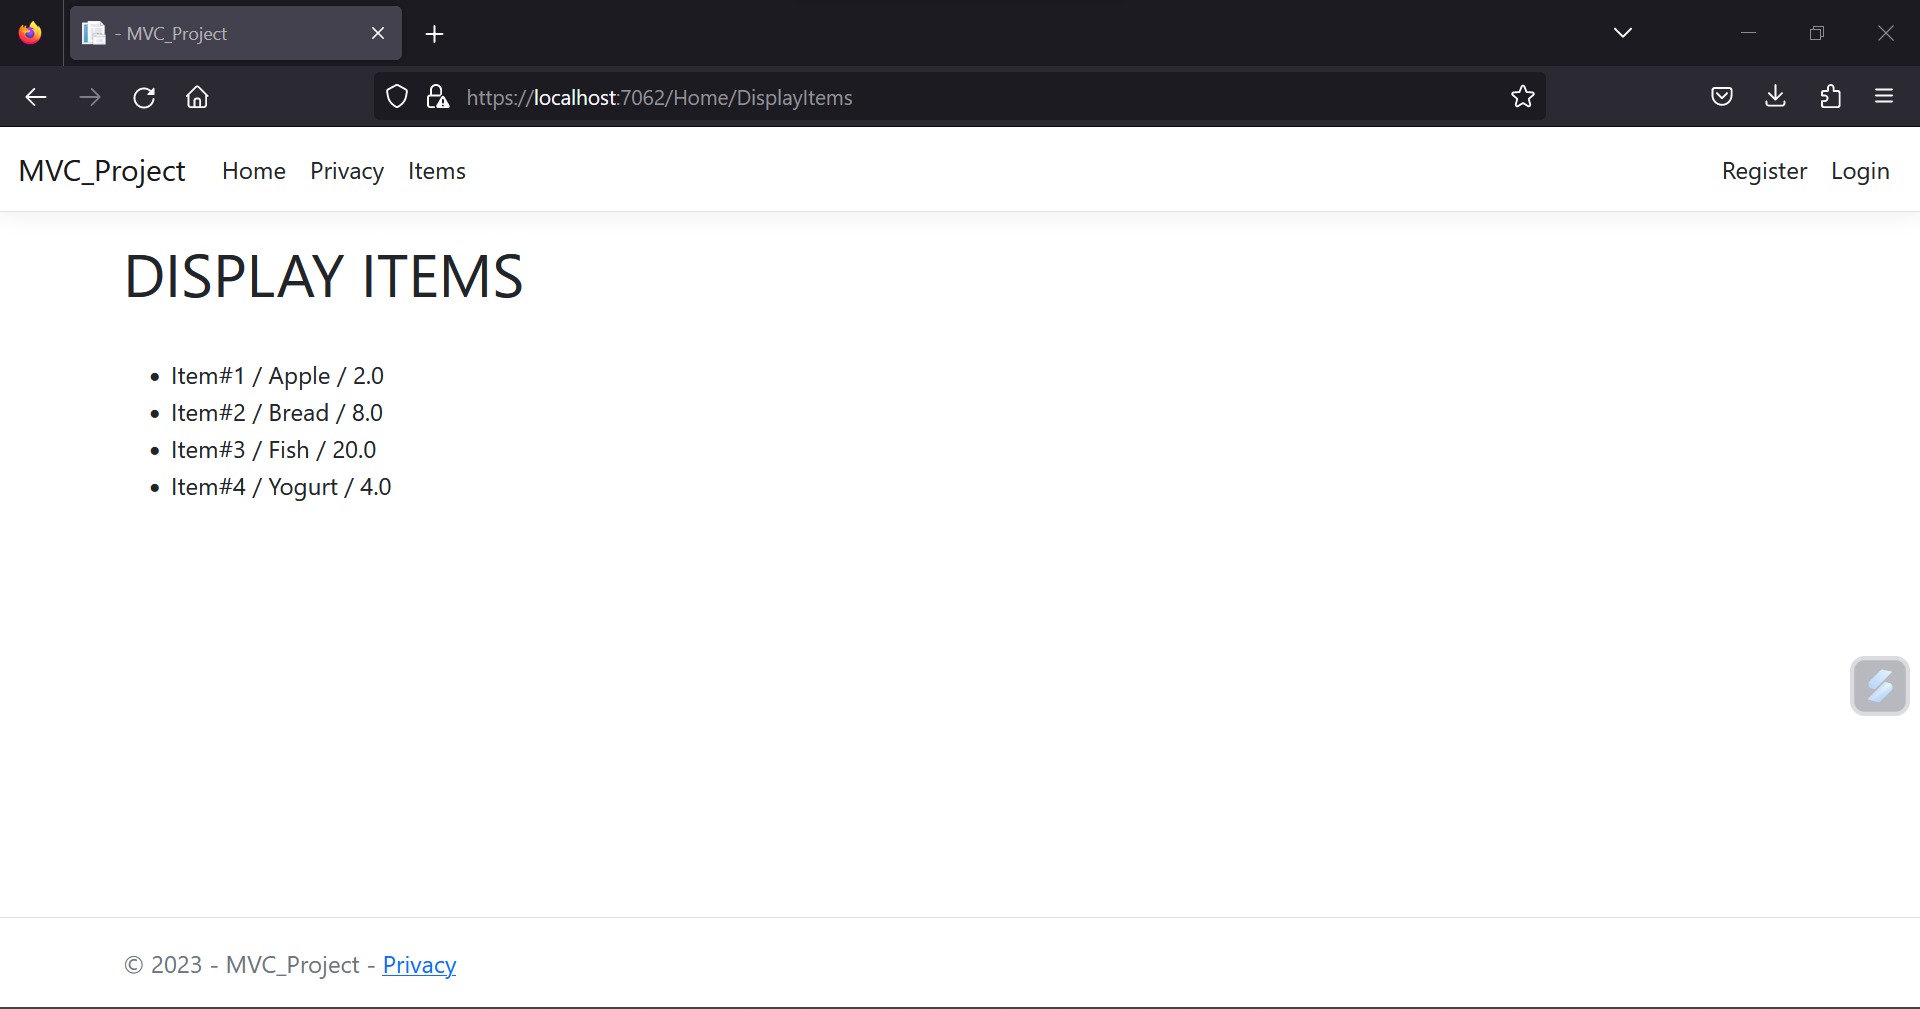 - MVC_Project
https://localhost:7062/Home/DisplayItems
MVC_Project Home Privacy Items Register Login
DISPLAY ITEMS
Item#1 / Apple / 2.0
Item#2 / Bread / 8.0
Item#3 / Fish / 20.0
Item#4 / Yogurt / 4.0
© 2023 - MVC_Project - Privacy